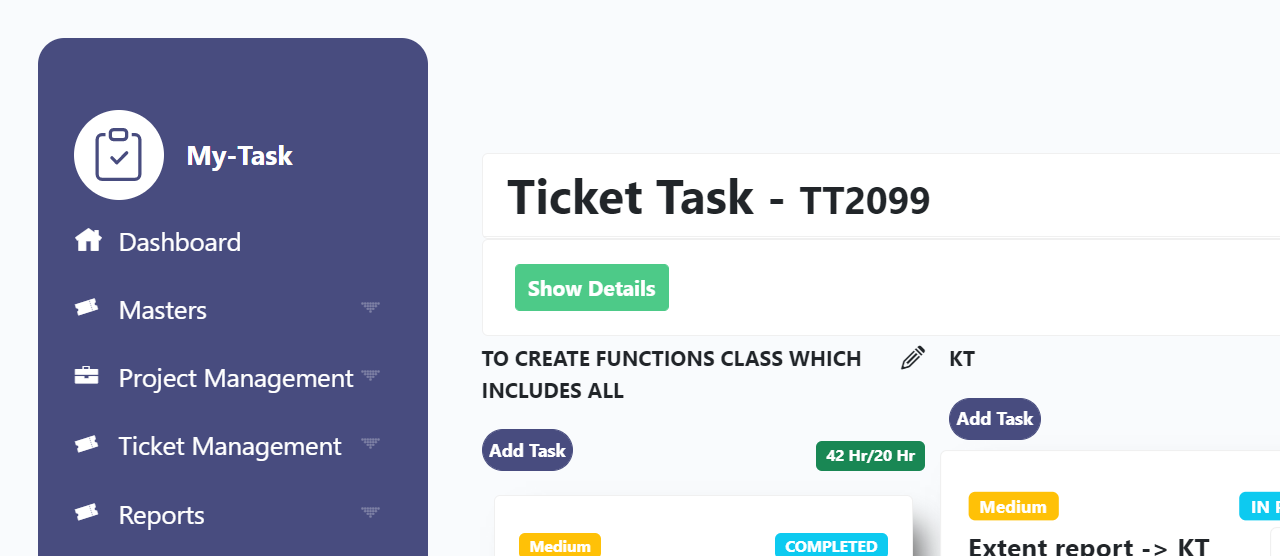 My-Task
Dashboard
Masters
Project Management
Ticket Management
Reports
Ticket Task - TT2099
Show Details
TO CREATE FUNCTIONS CLASS WHICH
INCLUDES ALL
Add Task
42 Hr/20 Hr
Medium
COMPLETED
KT
Add Task
Medium
IN
Extent report -> KT